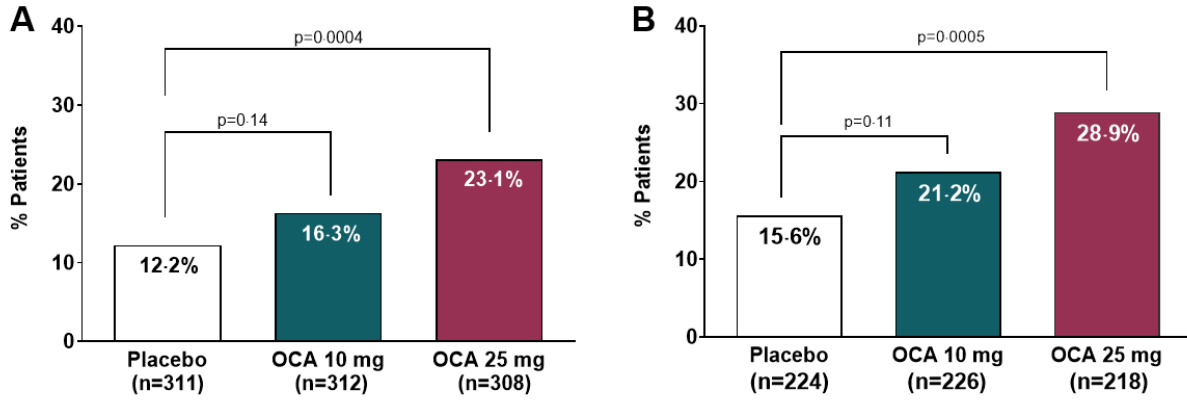 A
% Patients
40
30
20
10
0
p=0·0004
p=0·14
12·2%
16·3%
23·1%
Placebo
(n=311)
OCA 10 mg
(n=312)
OCA 25 mg
(n=308)
B
% Patients
40
30
20
10
0
p=0·0005
p=0·11
15·6%
21·2%
28·9%
Placebo
(n=224)
OCA 10 mg
(n=226)
OCA 25 mg
(n=218)